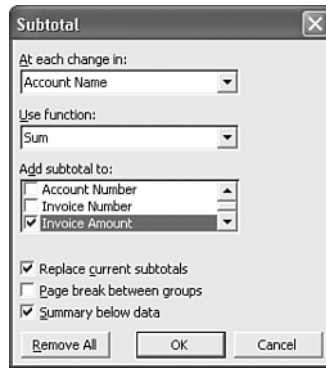 Subtotal
At each change in:
Account Name
Use function:
Sum
Add subtotal to:
Account Number
Invoice Number
Invoice Amount
Replace current subtotals
Page break between groups
Summary below data
Remove All OK Cancel